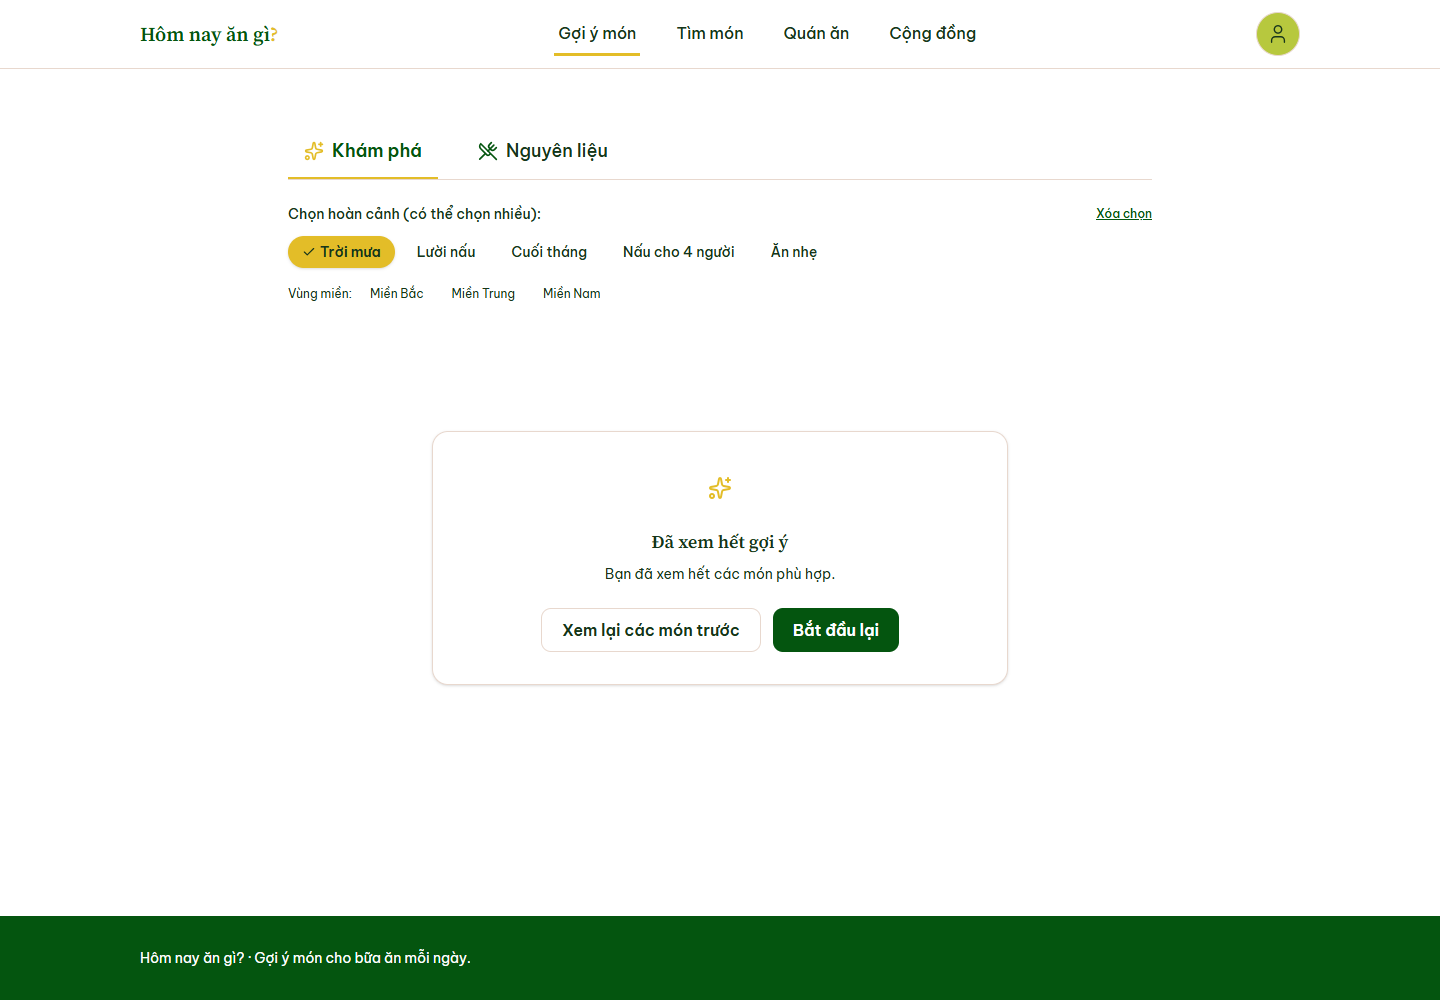 Hôm nay ăn gì?
Gợi ý món
Tìm món
Quán ăn
Cộng đồng
Khám phá
Nguyên liệu
Chọn hoàn cảnh (có thể chọn nhiều):
Xóa chọn
Trời mưa
Lười nấu
Cuối tháng
Nấu cho 4 người
Ăn nhẹ
Vùng miền:
Miền Bắc
Miền Trung
Miền Nam
Đã xem hết gợi ý
Bạn đã xem hết các món phù hợp.
Xem lại các món trước
Bắt đầu lại
Hôm nay ăn gì? · Gợi ý món cho bữa ăn mỗi ngày.